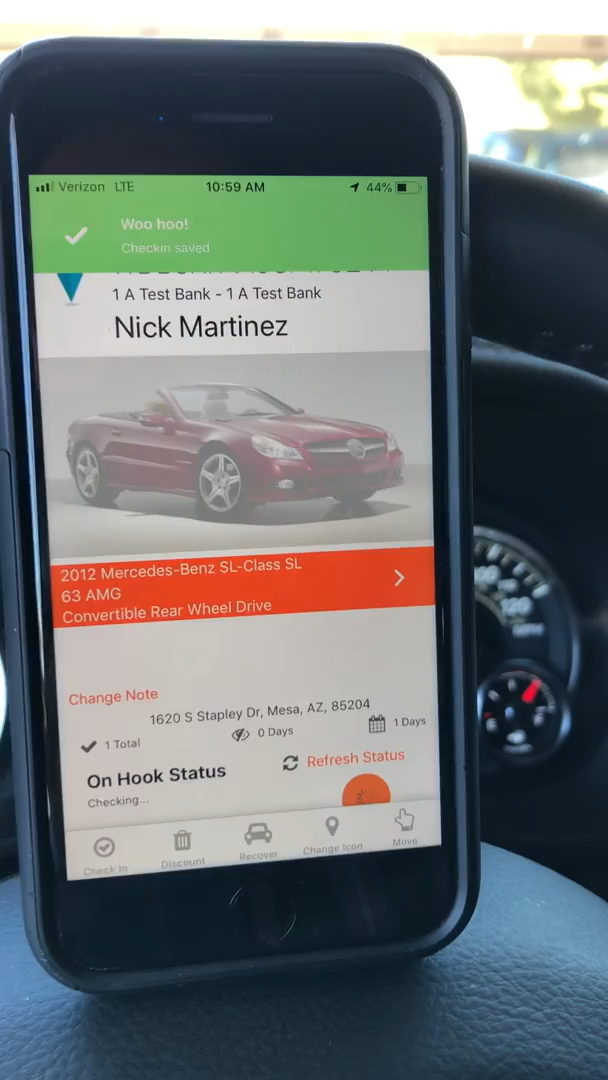 Verizon LTE 10:59 AM 44%
Woo hoo!
Checkin saved
1 A Test Bank - 1 A Test Bank
Nick Martinez
2012 Mercedes-Benz SL-Class SL
63 AMG
Convertible Rear Wheel Drive
Change Note
1620 S Stapley Dr, Mesa, AZ, 85204
1 Total
0 Days
1 Days
On Hook Status
Refresh Status
Checking...
Check In
Discount
Recover
Change Icon
Move
120